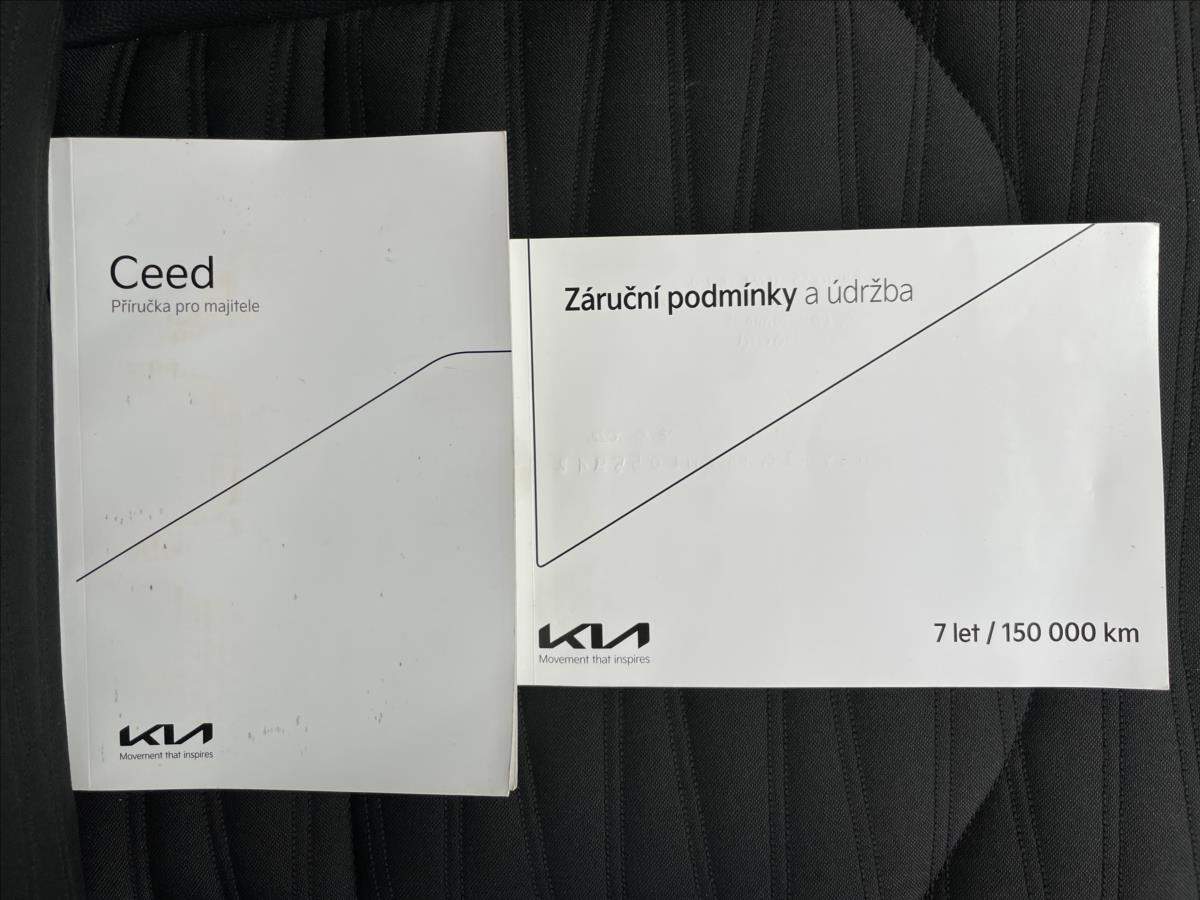 Ceed
Příručka pro majitele
KIA
Movement that inspires
Záruční podmínky a údržba
KIA
Movement that inspires
7 let / 150 000 km